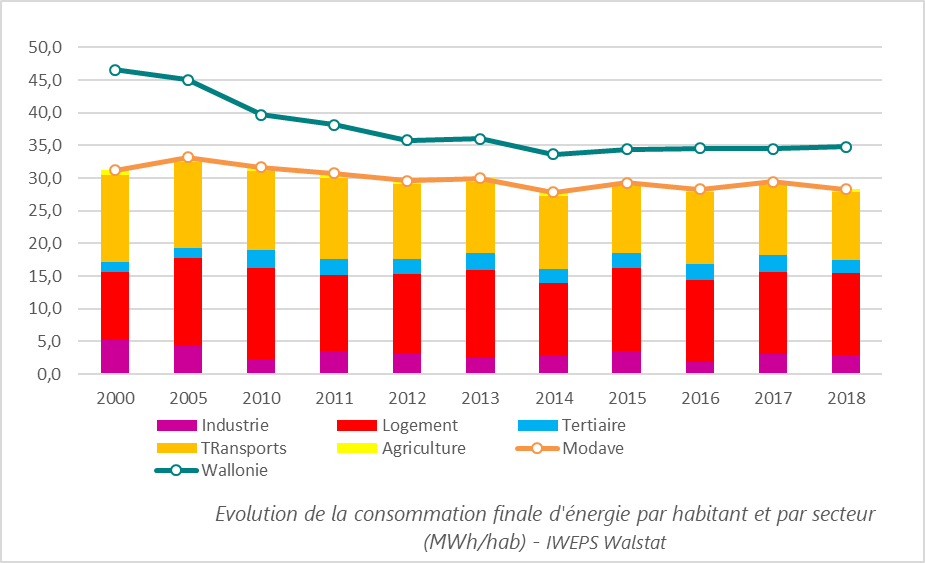 50,0
45,0
40,0
35,0
30,0
25,0
20,0
15,0
10,0
5,0
0,0
2000 2005 2010 2011 2012 2013 2014 2015 2016 2017 2018
Industrie Logement Tertiaire
TRansports Agriculture Modave
Wallonie
Evolution de la consommation finale d'énergie par habitant et par secteur
(MWh/hab) - IWEPS Walstat